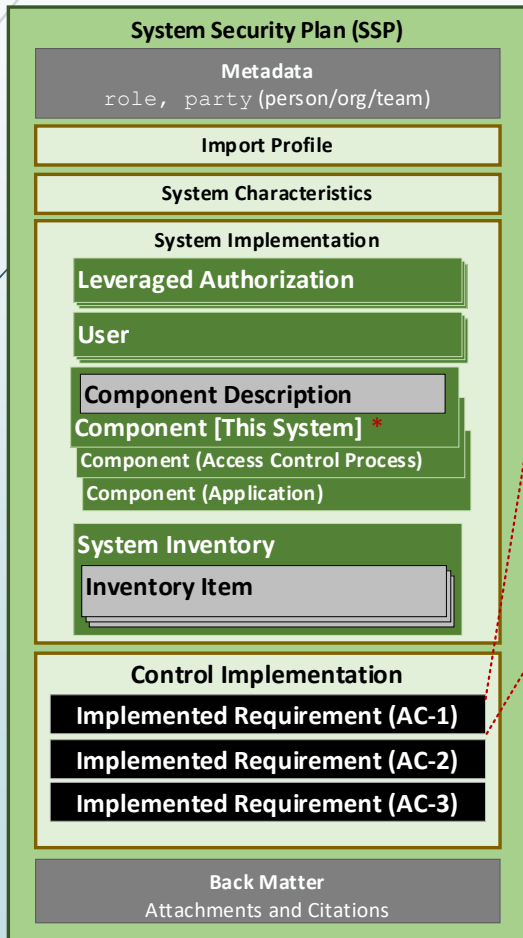 System Security Plan (SSP)
Metadata
role, party (person/org/team)
Import Profile
System Characteristics
System Implementation
Leveraged Authorization
User
Component Description
Component [This System] *
Component (Access Control Process)
Component (Application)
System Inventory
Inventory Item
Control Implementation
Implemented Requirement (AC-1)
Implemented Requirement (AC-2)
Implemented Requirement (AC-3)
Back Matter
Attachments and Citations